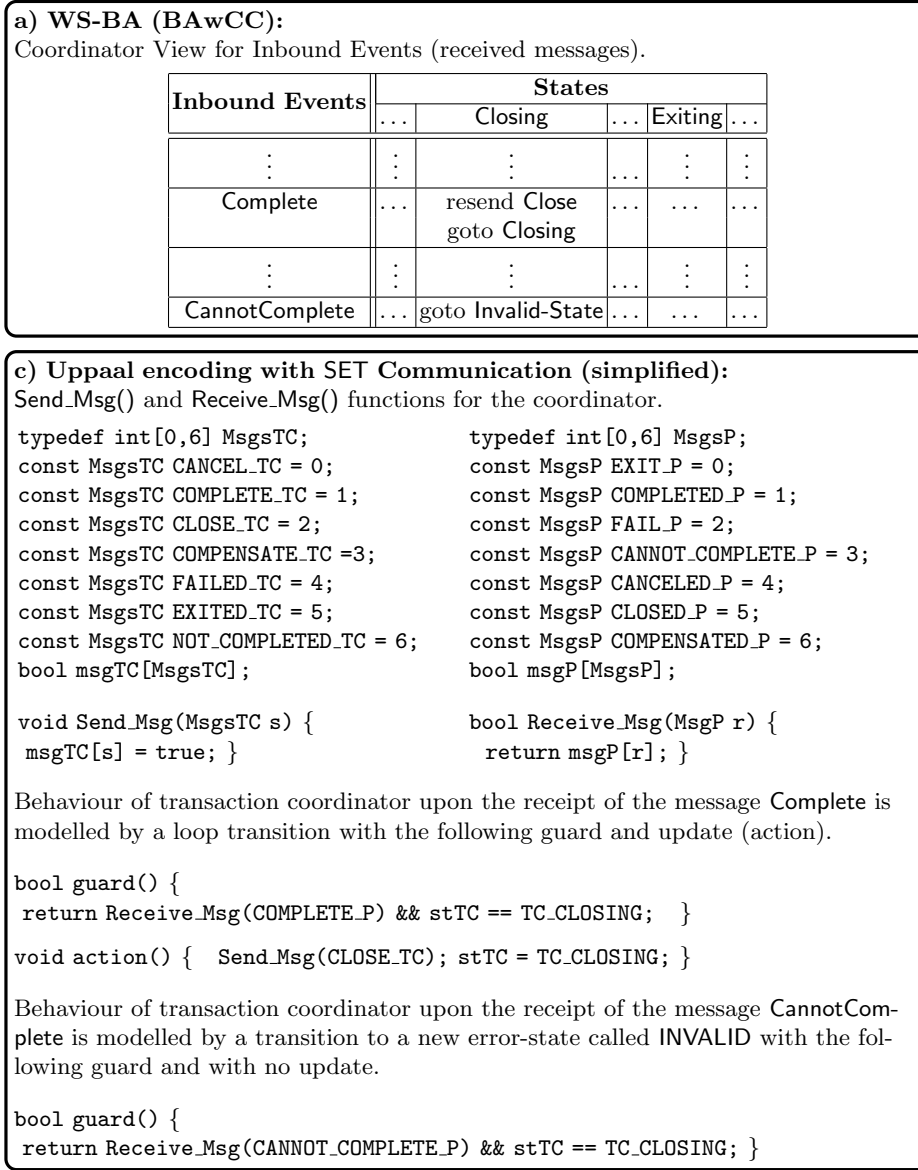 a) WS-BA (BAwCC):
Coordinator View for Inbound Events (received messages).
Inbound Events States
... Closing ... Exiting ...
⋮ ⋮ ⋮ ... ⋮ ⋮
Complete ... resend Close ... ... ...
goto Closing
⋮ ⋮ ⋮ ... ⋮ ⋮
CannotComplete ... goto Invalid-State ... ... ...
c) Uppaal encoding with SET Communication (simplified):
Send_Msg() and Receive_Msg() functions for the coordinator.
typedef int[0,6] MsgsTC; typedef int[0,6] MsgsP;
const MsgsTC CANCEL_TC = 0; const MsgsP EXIT_P = 0;
const MsgsTC COMPLETE_TC = 1; const MsgsP COMPLETED_P = 1;
const MsgsTC CLOSE_TC = 2; const MsgsP FAIL_P = 2;
const MsgsTC COMPENSATE_TC =3; const MsgsP CANNOT_COMPLETE_P = 3;
const MsgsTC FAILED_TC = 4; const MsgsP CANCELED_P = 4;
const MsgsTC EXITED_TC = 5; const MsgsP CLOSED_P = 5;
const MsgsTC NOT_COMPLETED_TC = 6; const MsgsP COMPENSATED_P = 6;
bool msgTC[MsgsTC]; bool msgP[MsgsP];
void Send_Msg(MsgsTC s) { bool Receive_Msg(MsgP r) {
msgTC[s] = true; } return msgP[r]; }
Behaviour of transaction coordinator upon the receipt of the message Complete is
modelled by a loop transition with the following guard and update (action).
bool guard() {
return Receive_Msg(COMPLETE_P) && stTC == TC_CLOSING; }
void action() { Send_Msg(CLOSE_TC); stTC = TC_CLOSING; }
Behaviour of transaction coordinator upon the receipt of the message CannotCom-
plete is modelled by a transition to a new error-state called INVALID with the fol-
lowing guard and with no update.
bool guard() {
return Receive_Msg(CANNOT_COMPLETE_P) && stTC == TC_CLOSING; }